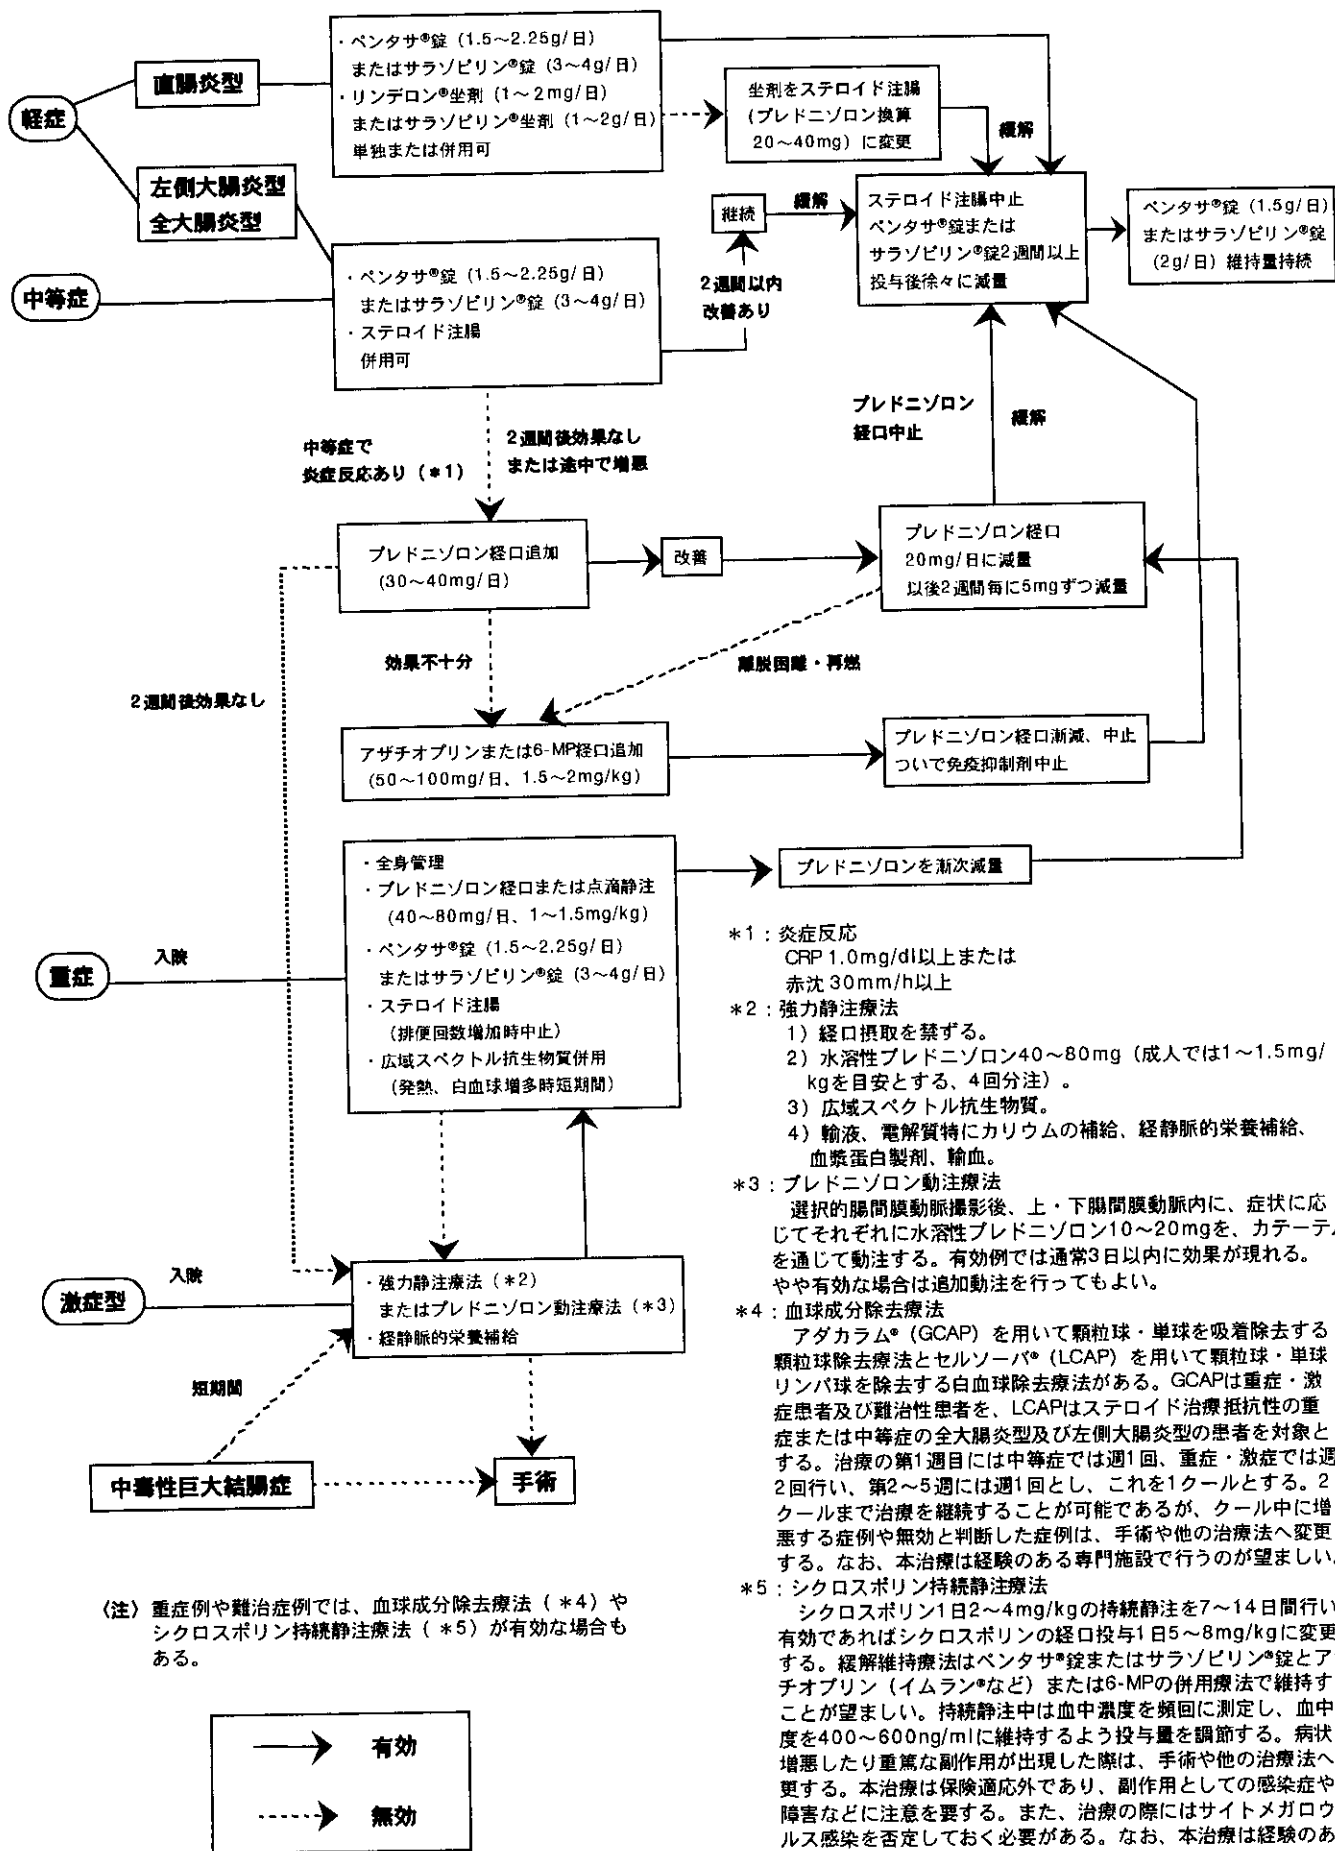 軽症
直腸炎型
・ペンタサ®錠（1.5～2.25g/日）
またはサラゾピリン®錠（3～4g/日）
・リンデロン®坐剤（1～2mg/日）
またはサラゾピリン®坐剤（1～2g/日）
単独または併用可
坐剤をステロイド注腸
（プレドニゾロン換算
20～40mg）に変更
緩解
左側大腸炎型
全大腸炎型
中等症
・ペンタサ®錠（1.5～2.25g/日）
またはサラゾピリン®錠（3～4g/日）
・ステロイド注腸
併用可
継続
緩解
2週間以内
改善あり
ステロイド注腸中止
ペンタサ®錠または
サラゾピリン®錠2週間以上
投与後徐々に減量
ペンタサ®錠（1.5g/日）
またはサラゾピリン®錠
（2g/日）維持量持続
中等症で
炎症反応あり（*1）
2週間後効果なし
または途中で増悪
プレドニゾロン
経口中止
緩解
プレドニゾロン経口追加
（30～40mg/日）
改善
プレドニゾロン経口
20mg/日に減量
以後2週間毎に5mgずつ減量
効果不十分
離脱困難・再燃
2週間後効果なし
アザチオプリンまたは6-MP経口追加
（50～100mg/日、1.5～2mg/kg）
プレドニゾロン経口漸減、中止
ついで免疫抑制剤中止
重症
入院
・全身管理
・プレドニゾロン経口または点滴静注
（40～80mg/日、1～1.5mg/kg）
・ペンタサ®錠（1.5～2.25g/日）
またはサラゾピリン®錠（3～4g/日）
・ステロイド注腸
（排便回数増加時中止）
・広域スペクトル抗生物質併用
（発熱、白血球増多時短期間）
プレドニゾロンを漸次減量
激症型
入院
・強力静注療法（*2）
またはプレドニゾロン動注療法（*3）
・経静脈的栄養補給
短期間
中毒性巨大結腸症
手術
〈注〉重症例や難治症例では、血球成分除去療法（*4）や
シクロスポリン持続静注療法（*5）が有効な場合も
ある。
有効
無効
*1：炎症反応
CRP 1.0mg/dl以上または
赤沈 30mm/h以上
*2：強力静注療法
1）経口摂取を禁ずる。
2）水溶性プレドニゾロン40～80mg（成人では1～1.5mg/
kgを目安とする、4回分注）。
3）広域スペクトル抗生物質。
4）輸液、電解質特にカリウムの補給、経静脈的栄養補給、
血漿蛋白製剤、輸血。
*3：プレドニゾロン動注療法
選択的腸間膜動脈撮影後、上・下腸間膜動脈内に、症状に応
じてそれぞれに水溶性プレドニゾロン10～20mgを、カテーテル
を通じて動注する。有効例では通常3日以内に効果が現れる。
やや有効な場合は追加動注を行ってもよい。
*4：血球成分除去療法
アダカラム®（GCAP）を用いて顆粒球・単球を吸着除去する
顆粒球除去療法とセルソーバ®（LCAP）を用いて顆粒球・単球
リンパ球を除去する白血球除去療法がある。GCAPは重症・激
症患者及び難治性患者を、LCAPはステロイド治療抵抗性の重
症または中等症の全大腸炎型及び左側大腸炎型の患者を対象と
する。治療の第1週目には中等症では週1回、重症・激症では週
2回行い、第2～5週には週1回とし、これを1クールとする。2
クールまで治療を継続することが可能であるが、クール中に増
悪する症例や無効と判断した症例は、手術や他の治療法へ変更
する。なお、本治療は経験のある専門施設で行うのが望ましい。
*5：シクロスポリン持続静注療法
シクロスポリン1日2～4mg/kgの持続静注を7～14日間行い
有効であればシクロスポリンの経口投与1日5～8mg/kgに変更
する。緩解維持療法はペンタサ®錠またはサラゾピリン®錠とア
チオプリン（イムラン®など）または6-MPの併用療法で維持す
ことが望ましい。持続静注中は血中濃度を頻回に測定し、血中
度を400～600ng/mlに維持するよう投与量を調節する。病状
増悪したり重篤な副作用が出現した際は、手術や他の治療法へ
更する。本治療は保険適応外であり、副作用としての感染症や
障害などに注意を要する。また、治療の際にはサイトメガロウ
ルス感染を否定しておく必要がある。なお、本治療は経験のあ